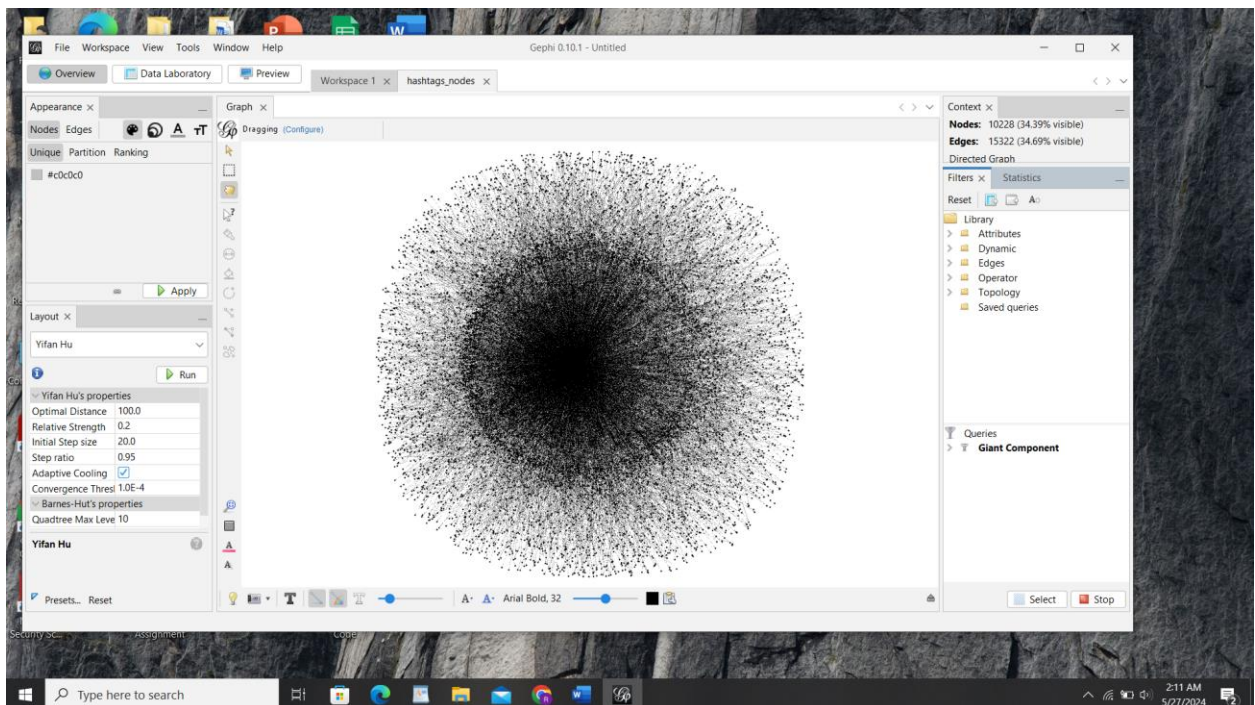 File Workspace View Tools Window Help
Gephi 0.10.1 - Untitled
Overview
Data Laboratory
Preview
Workspace 1
hashtags_nodes
Appearance
Nodes Edges
Unique Partition Ranking
#c0c0c0
Apply
Layout
Yifan Hu
Run
Yifan Hu's properties
Optimal Distance 100.0
Relative Strength 0.2
Initial Step size 20.0
Step ratio 0.95
Adaptive Cooling
Convergence Thresl 1.0E-4
Barnes-Hut's properties
Quadtree Max Leve 10
Yifan Hu
Presets... Reset
Graph
Dragging (Configure)
Arial Bold, 32
Context
Nodes: 10228 (34.39% visible)
Edges: 15322 (34.69% visible)
Directed Graph
Filters Statistics
Reset
Library
Attributes
Dynamic
Edges
Operator
Topology
Saved queries
Queries
Giant Component
Select
Stop
Assignment
Code
Type here to search
2:11 AM
5/27/2024